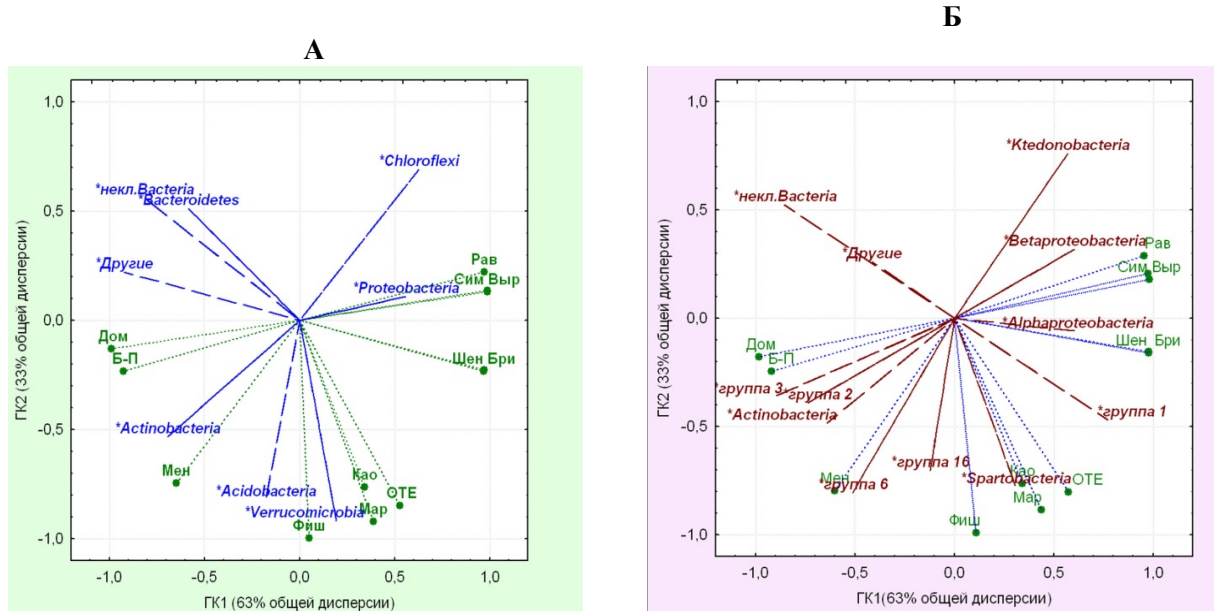 А
Б
1,0
0,5
0,0
-0,5
-1,0
-1,0
-0,5
0,0
0,5
1,0
ГК2 (33% общей дисперсии)
ГК1 (63% общей дисперсии)
*Chloroflexi
*некл.Bacteria
*Bacteroidetes
*Другие
Рав
Сим Выр
*Proteobacteria
Дом
Б-П
Шен Бри
*Actinobacteria
Мен
*Acidobacteria
Као
ОТЕ
*Verrucomicrobia
Мар
Фиш
1,0
0,5
0,0
-0,5
-1,0
-1,0
-0,5
0,0
0,5
1,0
ГК2 (33% общей дисперсии)
ГК1(63% общей дисперсии)
*Ktedonobacteria
*некл.Bacteria
*Betaproteobacteria
Рав
*Другие
Сим Выр
*Alphaproteobacteria
Шен Бри
Дом
Б-П
*группа 3
*группа 2
*Actinobacteria
*группа 1
*группа 16
Мен
*группа 6
Као
*Spartobacteria
ОТЕ
Мар
Фиш